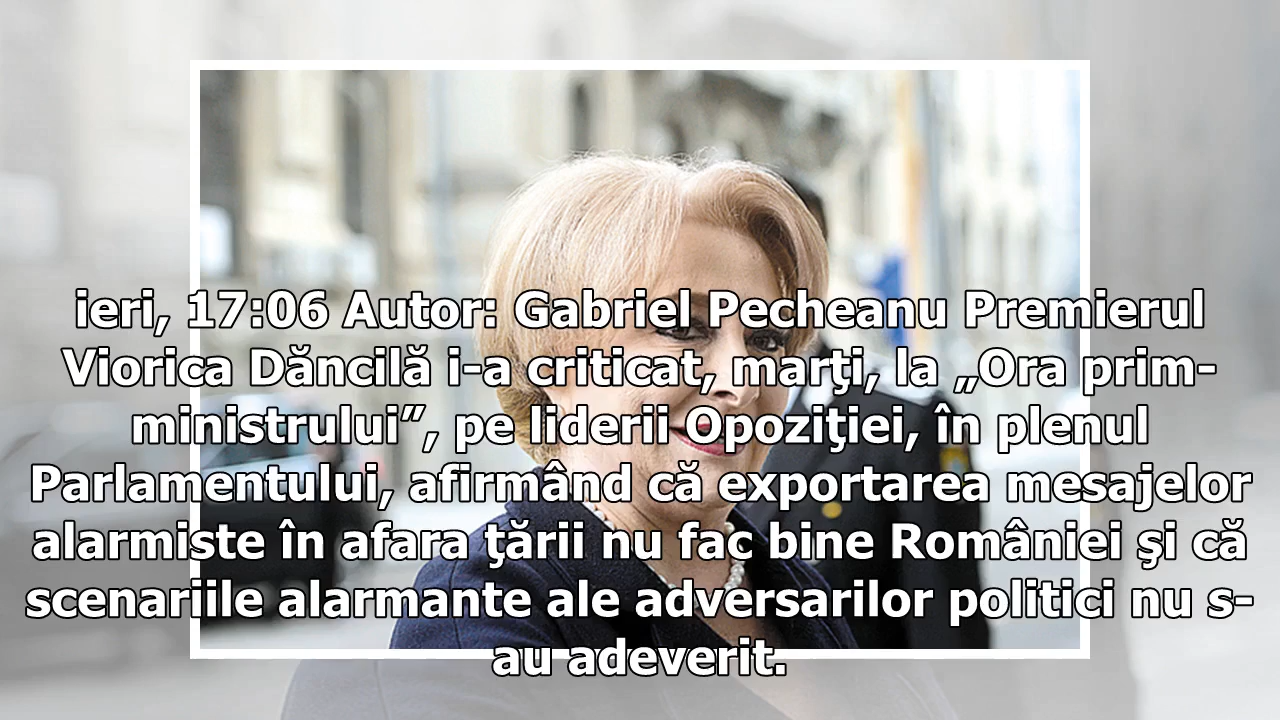 ieri, 17:06 Autor: Gabriel Pecheanu Premierul
Viorica Dăncilă i-a criticat, marţi, la „Ora prim-
ministrului”, pe liderii Opoziţiei, în plenul
Parlamentului, afirmând că exportarea mesajelor
alarmiste în afara ţării nu fac bine României şi că
scenariile alarmante ale adversarilor politici nu s-
au adeverit.